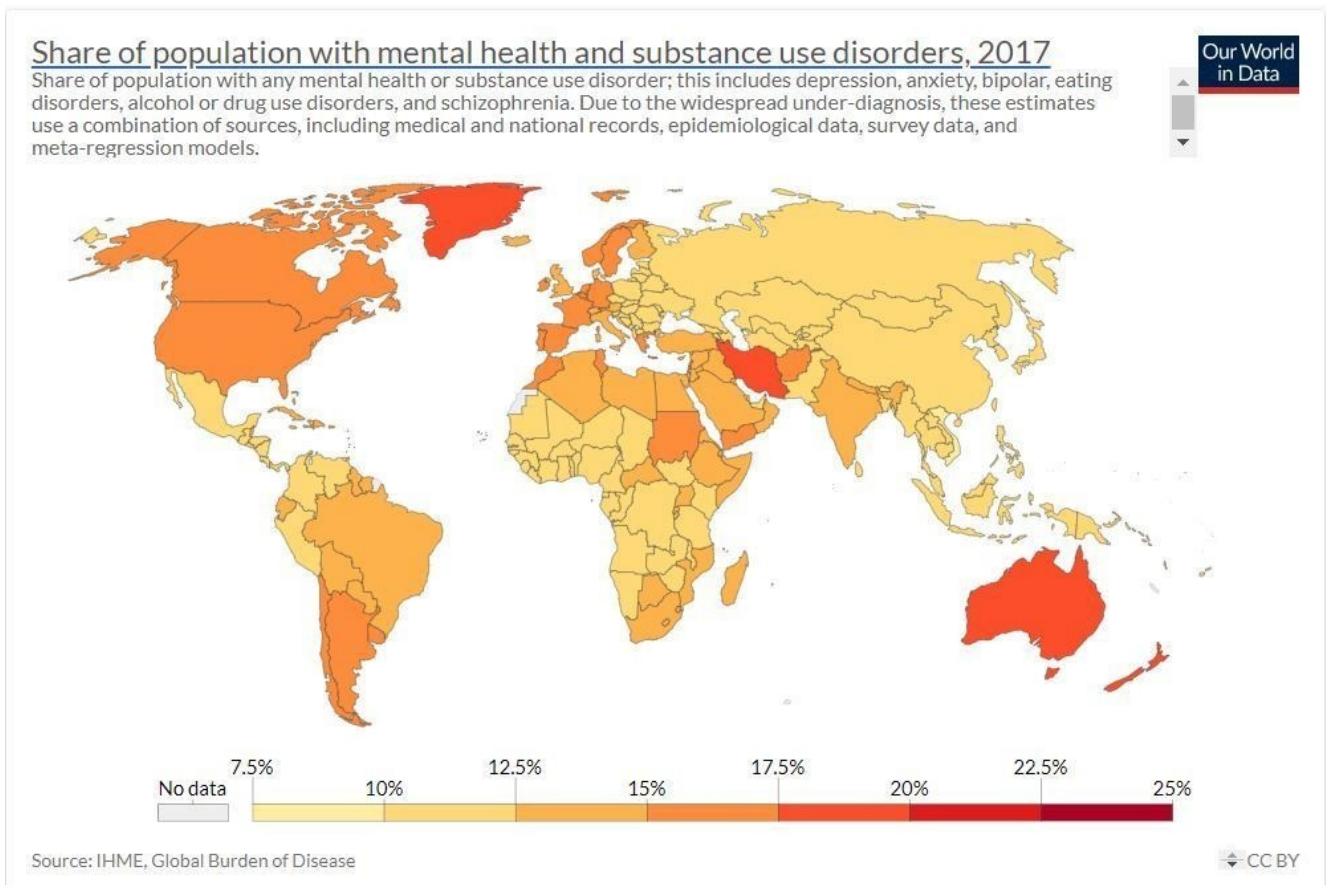 Share of population with mental health and substance use disorders, 2017
Our World
in Data
Share of population with any mental health or substance use disorder; this includes depression, anxiety, bipolar, eating
disorders, alcohol or drug use disorders, and schizophrenia. Due to the widespread under-diagnosis, these estimates
use a combination of sources, including medical and national records, epidemiological data, survey data, and
meta-regression models.
7.5% 12.5% 17.5% 22.5%
No data 10% 15% 20% 25%
Source: IHME, Global Burden of Disease
CC BY